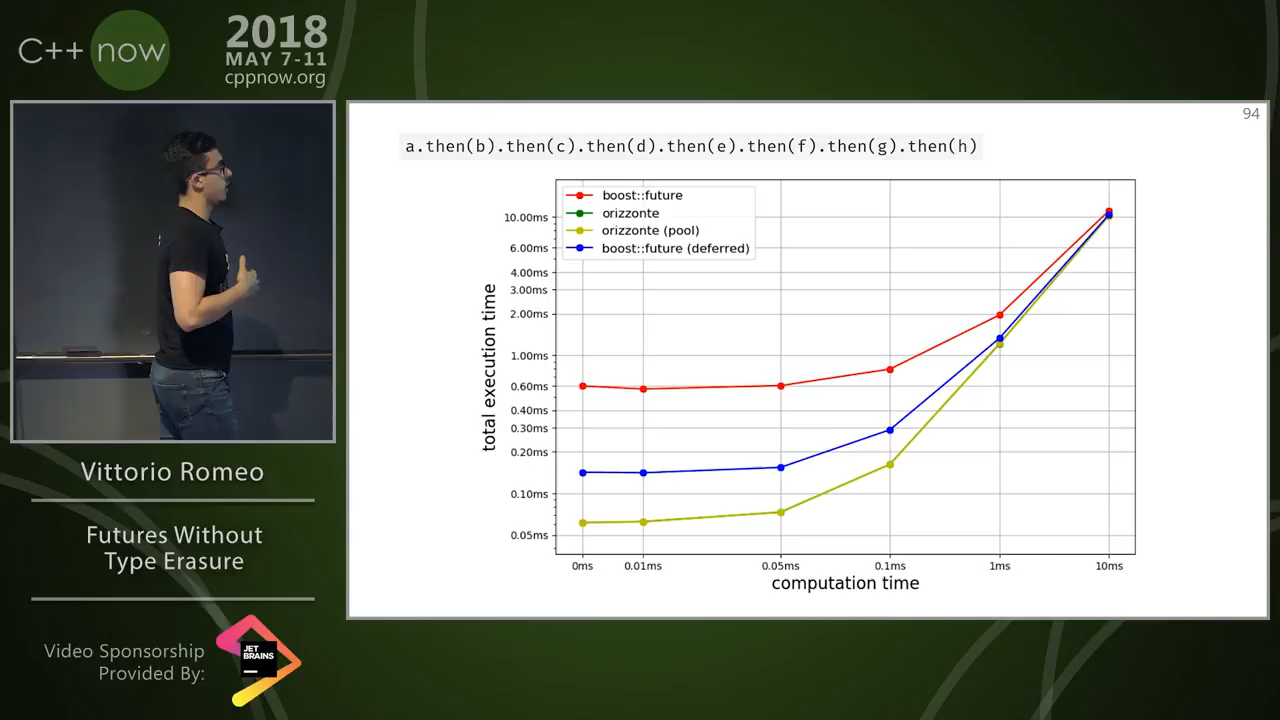 C++ now
2018
MAY 7-11
cppnow.org
94
a.then(b).then(c).then(d).then(e).then(f).then(g).then(h)
boost::future
orizzonte
orizzonte (pool)
boost::future (deferred)
10.00ms
6.00ms
4.00ms
3.00ms
2.00ms
1.00ms
0.60ms
0.40ms
0.30ms
0.20ms
0.10ms
0.05ms
total execution time
0ms 0.01ms 0.05ms 0.1ms 1ms 10ms
computation time
Vittorio Romeo
Futures Without
Type Erasure
Video Sponsorship
Provided By:
JET
BRAINS